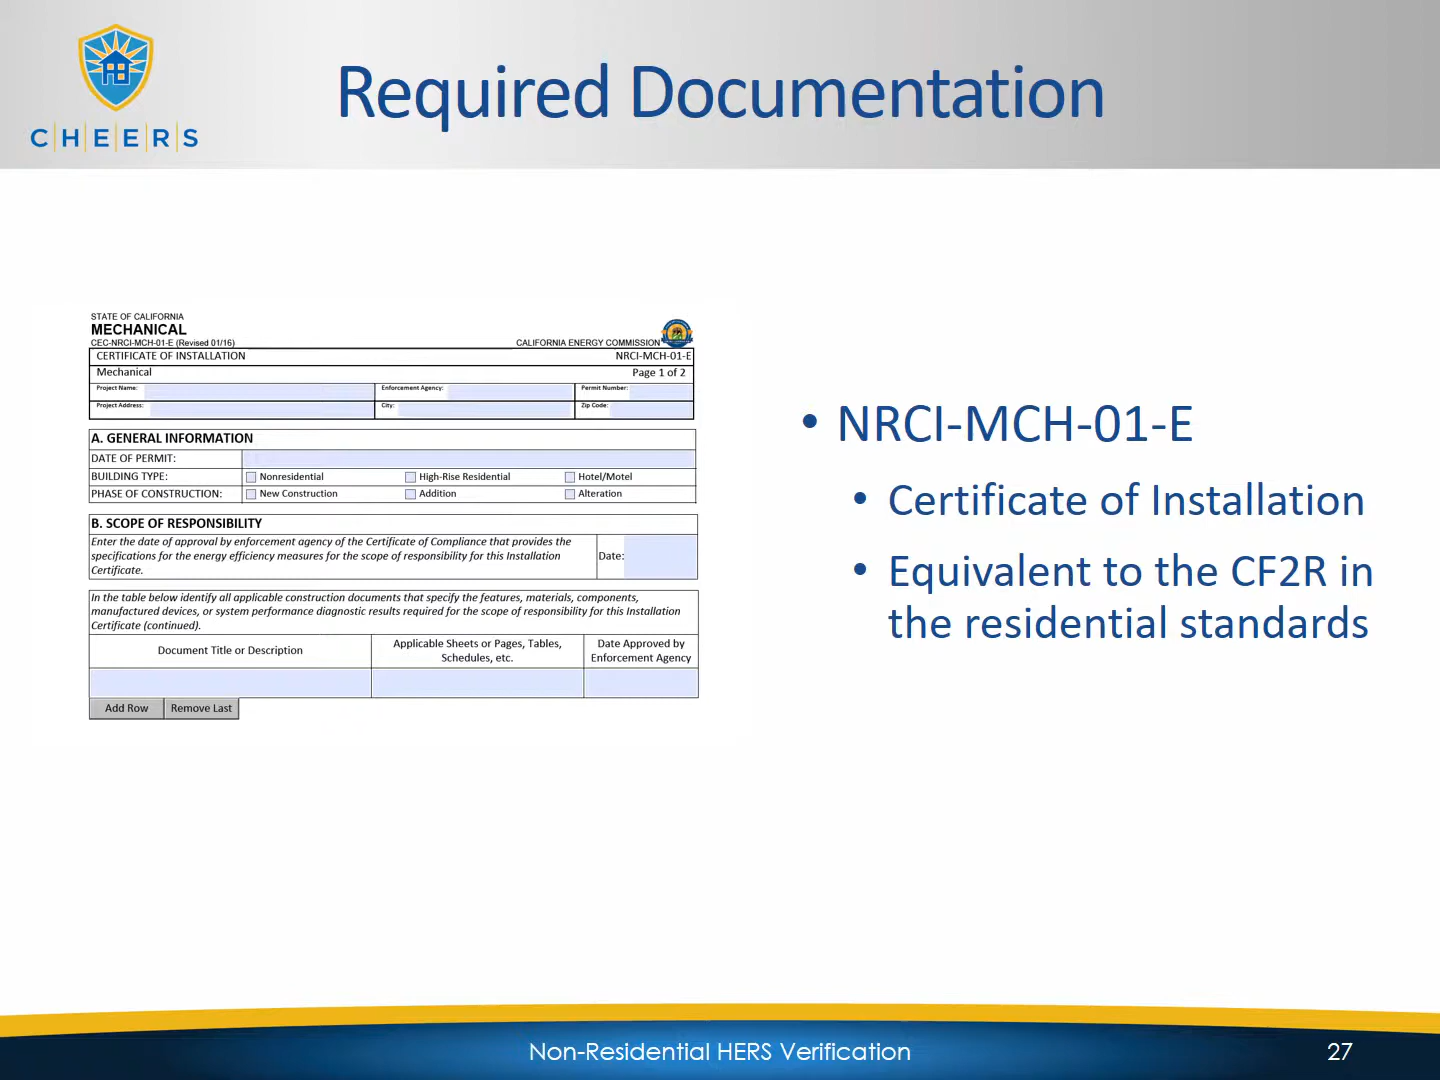 CHEERS
Required Documentation
STATE OF CALIFORNIA
MECHANICAL
CEC-NRCI-MCH-01-E (Revised 01/16)
CALIFORNIA ENERGY COMMISSION
CERTIFICATE OF INSTALLATION
NRCI-MCH-01-E
Mechanical
Page 1 of 2
Project Name:
Enforcement Agency:
Permit Number:
Project Address:
City:
Zip Code:
A. GENERAL INFORMATION
DATE OF PERMIT:
BUILDING TYPE:
Nonresidential
High-Rise Residential
Hotel/Motel
PHASE OF CONSTRUCTION:
New Construction
Addition
Alteration
B. SCOPE OF RESPONSIBILITY
Enter the date of approval by enforcement agency of the Certificate of Compliance that provides the
specifications for the energy efficiency measures for the scope of responsibility for this Installation
Certificate.
Date:
In the table below identify all applicable construction documents that specify the features, materials, components,
manufactured devices, or system performance diagnostic results required for the scope of responsibility for this Installation
Certificate (continued).
Document Title or Description
Applicable Sheets or Pages, Tables,
Schedules, etc.
Date Approved by
Enforcement Agency
Add Row
Remove Last
• NRCI-MCH-01-E
• Certificate of Installation
• Equivalent to the CF2R in
the residential standards
Non-Residential HERS Verification
27